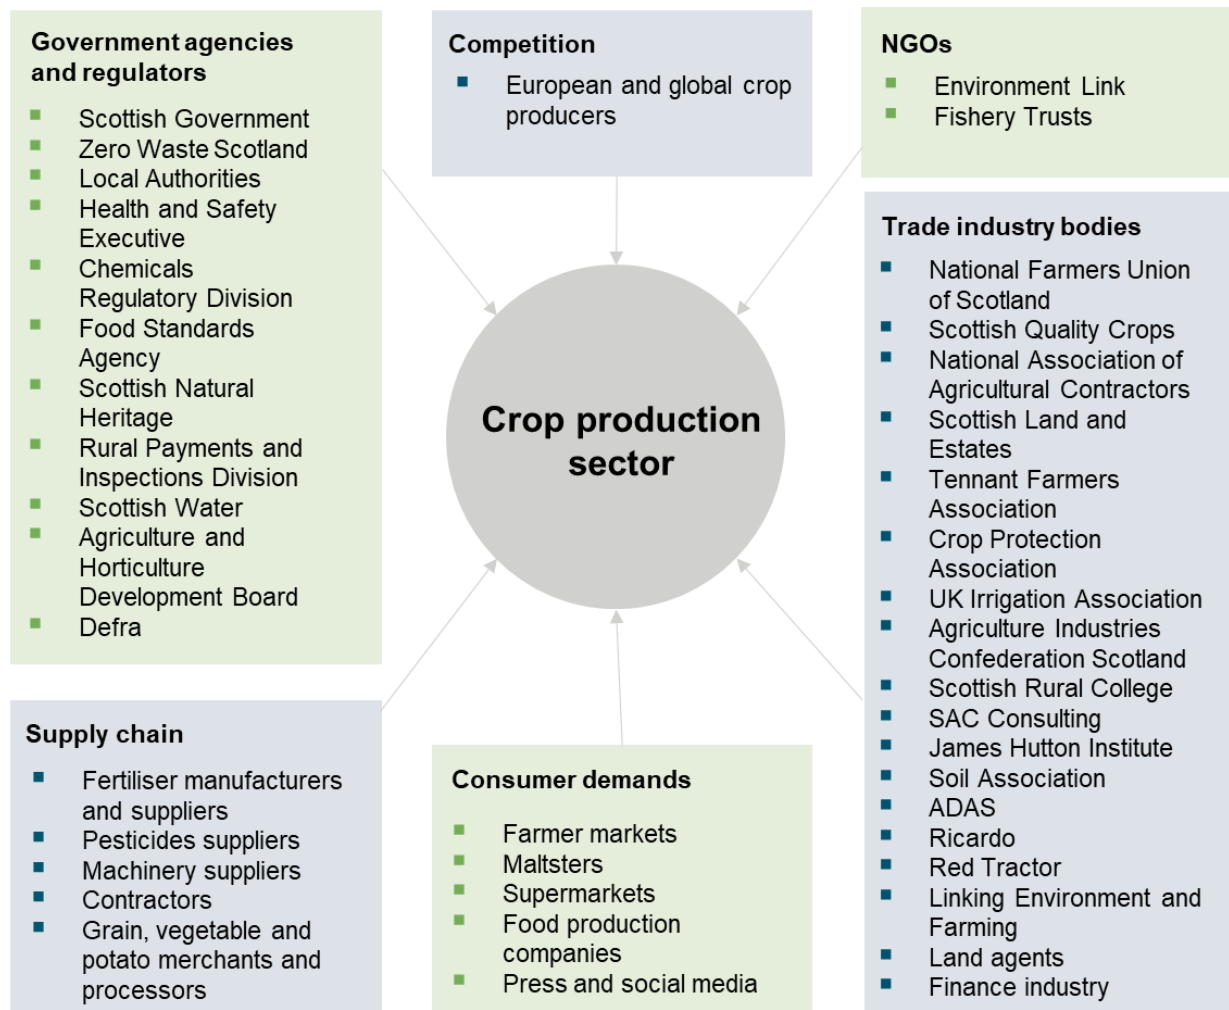 Government agencies
and regulators
Scottish Government
Zero Waste Scotland
Local Authorities
Health and Safety
Executive
Chemicals
Regulatory Division
Food Standards
Agency
Scottish Natural
Heritage
Rural Payments and
Inspections Division
Scottish Water
Agriculture and
Horticulture
Development Board
Defra
Competition
European and global crop
producers
NGOs
Environment Link
Fishery Trusts
Trade industry bodies
National Farmers Union
of Scotland
Scottish Quality Crops
National Association of
Agricultural Contractors
Scottish Land and
Estates
Tennant Farmers
Association
Crop Protection
Association
UK Irrigation Association
Agriculture Industries
Confederation Scotland
Scottish Rural College
SAC Consulting
James Hutton Institute
Soil Association
ADAS
Ricardo
Red Tractor
Linking Environment and
Farming
Land agents
Finance industry
Crop production
sector
Supply chain
Fertiliser manufacturers
and suppliers
Pesticides suppliers
Machinery suppliers
Contractors
Grain, vegetable and
potato merchants and
processors
Consumer demands
Farmer markets
Maltsters
Supermarkets
Food production
companies
Press and social media